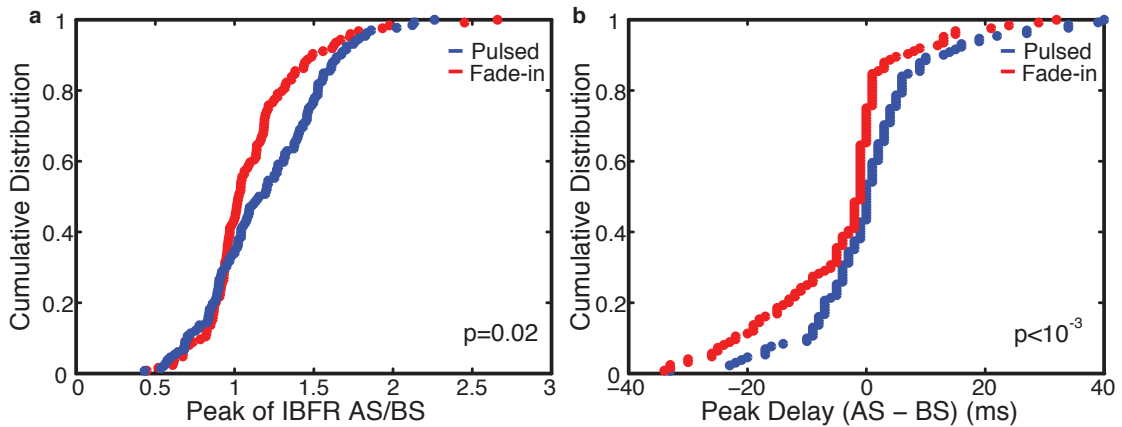 a
Cumulative Distribution
1
0.8
0.6
0.4
0.2
0
0
0.5
1
1.5
2
2.5
3
Peak of IBFR AS/BS
Pulsed
Fade-in
p=0.02
b
Cumulative Distribution
1
0.8
0.6
0.4
0.2
0
−40
−20
0
20
40
Peak Delay (AS − BS) (ms)
Pulsed
Fade-in
p<10⁻³